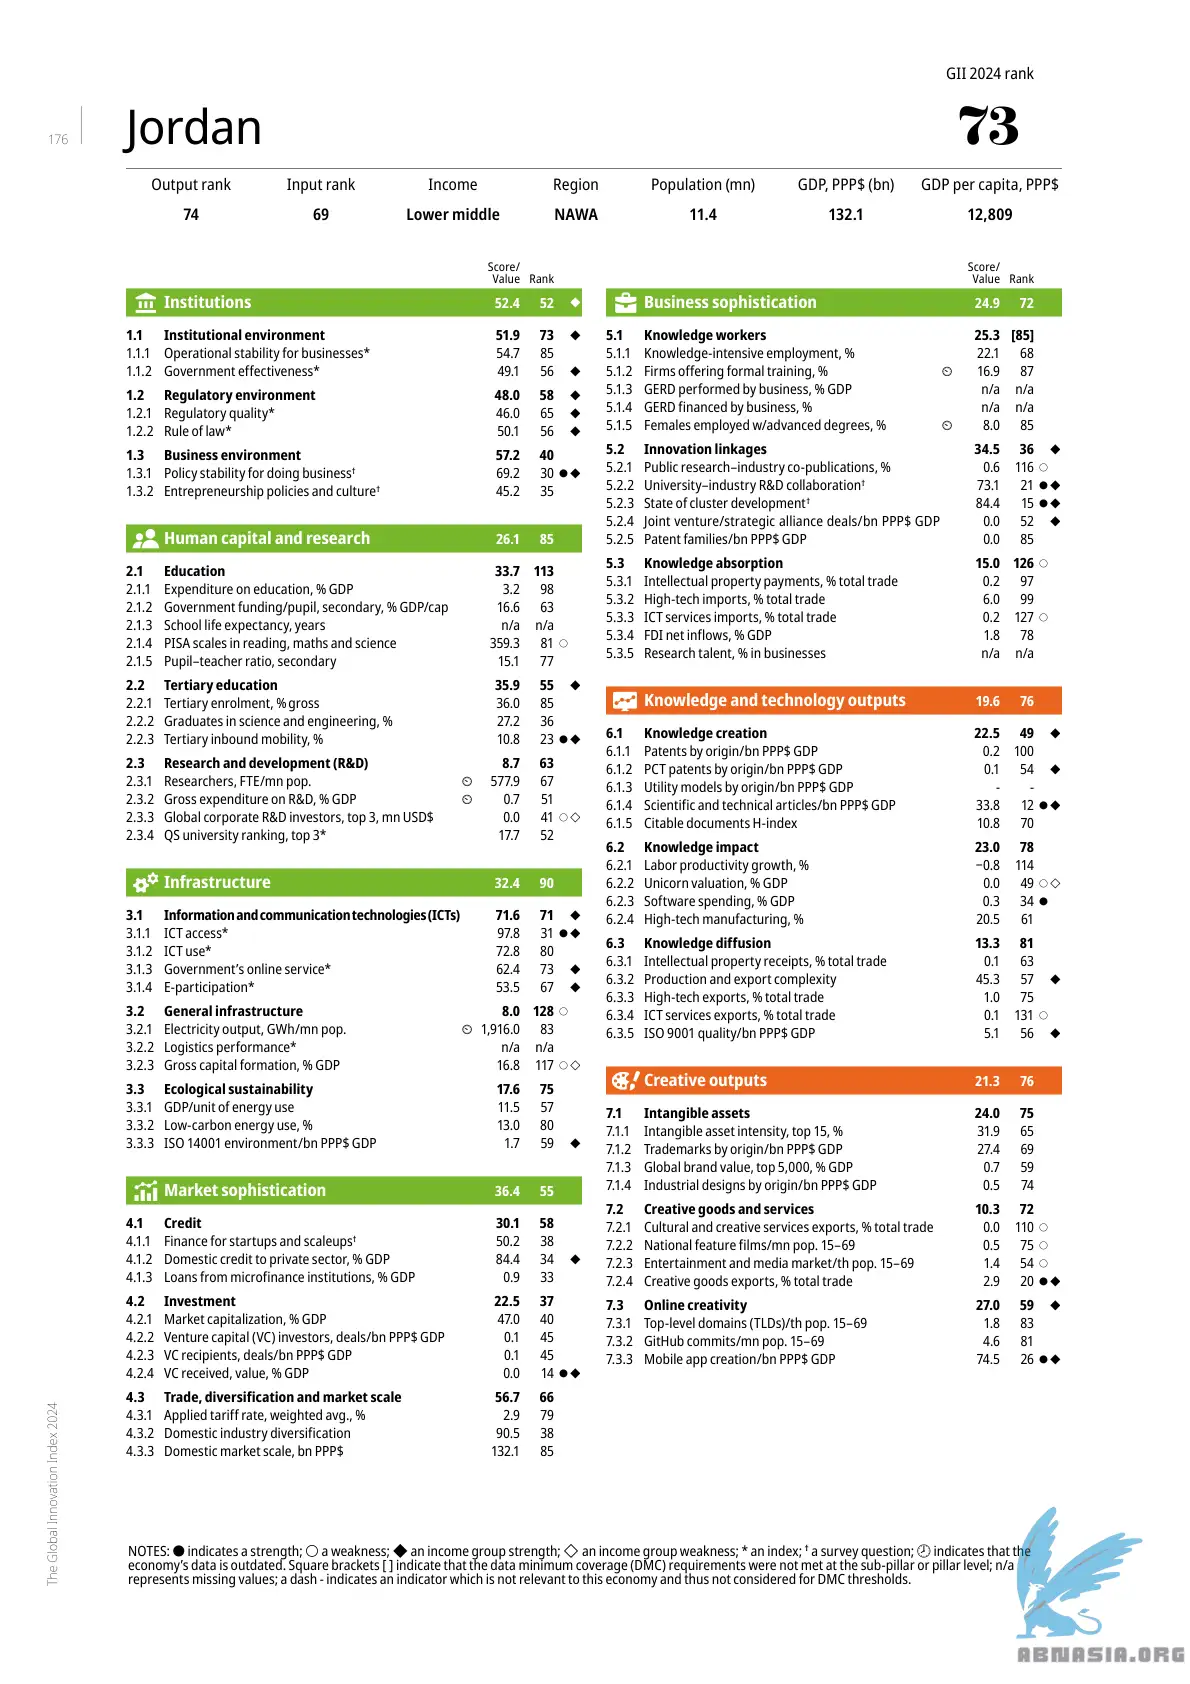 GII 2024 rank
176
Jordan
73
Output rank Input rank Income Region Population (mn) GDP, PPP$ (bn) GDP per capita, PPP$
74 69 Lower middle NAWA 11.4 132.1 12,809
Score/
Value Rank
Institutions 52.4 52 ◆
1.1 Institutional environment 51.9 73 ◆
1.1.1 Operational stability for businesses* 54.7 85
1.1.2 Government effectiveness* 49.1 56 ◆
1.2 Regulatory environment 48.0 58 ◆
1.2.1 Regulatory quality* 46.0 65 ◆
1.2.2 Rule of law* 50.1 56 ◆
1.3 Business environment 57.2 40
1.3.1 Policy stability for doing business† 69.2 30 ●◆
1.3.2 Entrepreneurship policies and culture† 45.2 35
Human capital and research 26.1 85
2.1 Education 33.7 113
2.1.1 Expenditure on education, % GDP 3.2 98
2.1.2 Government funding/pupil, secondary, % GDP/cap 16.6 63
2.1.3 School life expectancy, years n/a n/a
2.1.4 PISA scales in reading, maths and science 359.3 81 ○
2.1.5 Pupil–teacher ratio, secondary 15.1 77
2.2 Tertiary education 35.9 55 ◆
2.2.1 Tertiary enrolment, % gross 36.0 85
2.2.2 Graduates in science and engineering, % 27.2 36
2.2.3 Tertiary inbound mobility, % 10.8 23 ●◆
2.3 Research and development (R&D) 8.7 63
2.3.1 Researchers, FTE/mn pop. 🕘 577.9 67
2.3.2 Gross expenditure on R&D, % GDP 🕘 0.7 51
2.3.3 Global corporate R&D investors, top 3, mn USD$ 0.0 41 ○◇
2.3.4 QS university ranking, top 3* 17.7 52
Infrastructure 32.4 90
3.1 Information and communication technologies (ICTs) 71.6 71 ◆
3.1.1 ICT access* 97.8 31 ●◆
3.1.2 ICT use* 72.8 80
3.1.3 Government's online service* 62.4 73 ◆
3.1.4 E-participation* 53.5 67 ◆
3.2 General infrastructure 8.0 128 ○
3.2.1 Electricity output, GWh/mn pop. 🕘 1,916.0 83
3.2.2 Logistics performance* n/a n/a
3.2.3 Gross capital formation, % GDP 16.8 117 ○◇
3.3 Ecological sustainability 17.6 75
3.3.1 GDP/unit of energy use 11.5 57
3.3.2 Low-carbon energy use, % 13.0 80
3.3.3 ISO 14001 environment/bn PPP$ GDP 1.7 59 ◆
Market sophistication 36.4 55
4.1 Credit 30.1 58
4.1.1 Finance for startups and scaleups† 50.2 38
4.1.2 Domestic credit to private sector, % GDP 84.4 34 ◆
4.1.3 Loans from microfinance institutions, % GDP 0.9 33
4.2 Investment 22.5 37
4.2.1 Market capitalization, % GDP 47.0 40
4.2.2 Venture capital (VC) investors, deals/bn PPP$ GDP 0.1 45
4.2.3 VC recipients, deals/bn PPP$ GDP 0.1 45
4.2.4 VC received, value, % GDP 0.0 14 ●◆
4.3 Trade, diversification and market scale 56.7 66
4.3.1 Applied tariff rate, weighted avg., % 2.9 79
4.3.2 Domestic industry diversification 90.5 38
4.3.3 Domestic market scale, bn PPP$ 132.1 85
Score/
Value Rank
Business sophistication 24.9 72
5.1 Knowledge workers 25.3 [85]
5.1.1 Knowledge-intensive employment, % 22.1 68
5.1.2 Firms offering formal training, % 🕘 16.9 87
5.1.3 GERD performed by business, % GDP n/a n/a
5.1.4 GERD financed by business, % n/a n/a
5.1.5 Females employed w/advanced degrees, % 🕘 8.0 85
5.2 Innovation linkages 34.5 36 ◆
5.2.1 Public research–industry co-publications, % 0.6 116 ○
5.2.2 University–industry R&D collaboration† 73.1 21 ●◆
5.2.3 State of cluster development† 84.4 15 ●◆
5.2.4 Joint venture/strategic alliance deals/bn PPP$ GDP 0.0 52 ◆
5.2.5 Patent families/bn PPP$ GDP 0.0 85
5.3 Knowledge absorption 15.0 126 ○
5.3.1 Intellectual property payments, % total trade 0.2 97
5.3.2 High-tech imports, % total trade 6.0 99
5.3.3 ICT services imports, % total trade 0.2 127 ○
5.3.4 FDI net inflows, % GDP 1.8 78
5.3.5 Research talent, % in businesses n/a n/a
Knowledge and technology outputs 19.6 76
6.1 Knowledge creation 22.5 49 ◆
6.1.1 Patents by origin/bn PPP$ GDP 0.2 100
6.1.2 PCT patents by origin/bn PPP$ GDP 0.1 54 ◆
6.1.3 Utility models by origin/bn PPP$ GDP - -
6.1.4 Scientific and technical articles/bn PPP$ GDP 33.8 12 ●◆
6.1.5 Citable documents H-index 10.8 70
6.2 Knowledge impact 23.0 78
6.2.1 Labor productivity growth, % −0.8 114
6.2.2 Unicorn valuation, % GDP 0.0 49 ○◇
6.2.3 Software spending, % GDP 0.3 34 ●
6.2.4 High-tech manufacturing, % 20.5 61
6.3 Knowledge diffusion 13.3 81
6.3.1 Intellectual property receipts, % total trade 0.1 63
6.3.2 Production and export complexity 45.3 57 ◆
6.3.3 High-tech exports, % total trade 1.0 75
6.3.4 ICT services exports, % total trade 0.1 131 ○
6.3.5 ISO 9001 quality/bn PPP$ GDP 5.1 56 ◆
Creative outputs 21.3 76
7.1 Intangible assets 24.0 75
7.1.1 Intangible asset intensity, top 15, % 31.9 65
7.1.2 Trademarks by origin/bn PPP$ GDP 27.4 69
7.1.3 Global brand value, top 5,000, % GDP 0.7 59
7.1.4 Industrial designs by origin/bn PPP$ GDP 0.5 74
7.2 Creative goods and services 10.3 72
7.2.1 Cultural and creative services exports, % total trade 0.0 110 ○
7.2.2 National feature films/mn pop. 15–69 0.5 75 ○
7.2.3 Entertainment and media market/th pop. 15–69 1.4 54 ○
7.2.4 Creative goods exports, % total trade 2.9 20 ●◆
7.3 Online creativity 27.0 59 ◆
7.3.1 Top-level domains (TLDs)/th pop. 15–69 1.8 83
7.3.2 GitHub commits/mn pop. 15–69 4.6 81
7.3.3 Mobile app creation/bn PPP$ GDP 74.5 26 ●◆
The Global Innovation Index 2024
NOTES: ● indicates a strength; ○ a weakness; ◆ an income group strength; ◇ an income group weakness; * an index; † a survey question; 🕘 indicates that the
economy's data is outdated. Square brackets [ ] indicate that the data minimum coverage (DMC) requirements were not met at the sub-pillar or pillar level; n/a
represents missing values; a dash - indicates an indicator which is not relevant to this economy and thus not considered for DMC thresholds.
ABNASIA.ORG